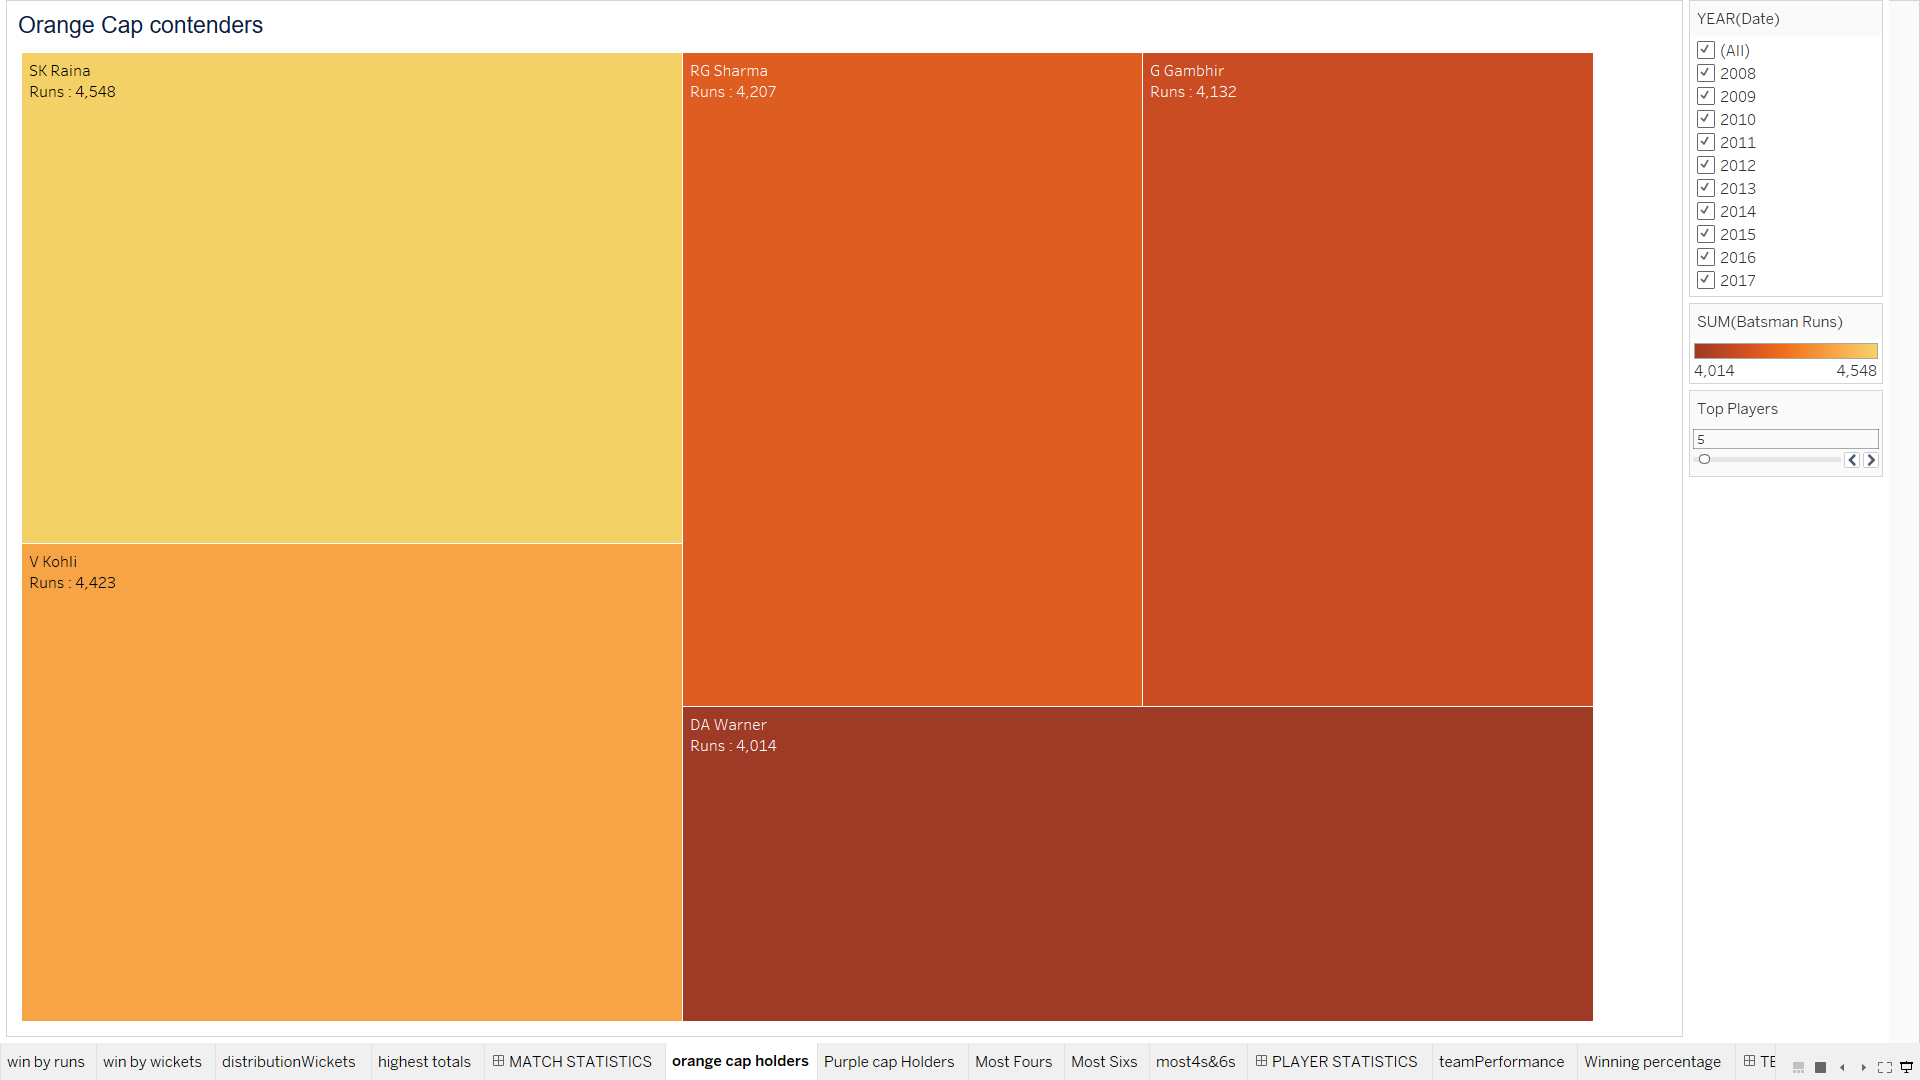 Orange Cap contenders
SK Raina
Runs : 4,548
RG Sharma
Runs : 4,207
G Gambhir
Runs : 4,132
V Kohli
Runs : 4,423
DA Warner
Runs : 4,014
YEAR(Date)
(All)
2008
2009
2010
2011
2012
2013
2014
2015
2016
2017
SUM(Batsman Runs)
4,014 4,548
Top Players
5
win by runs win by wickets distributionWickets highest totals MATCH STATISTICS orange cap holders Purple cap Holders Most Fours Most Sixs most4s&6s PLAYER STATISTICS teamPerformance Winning percentage